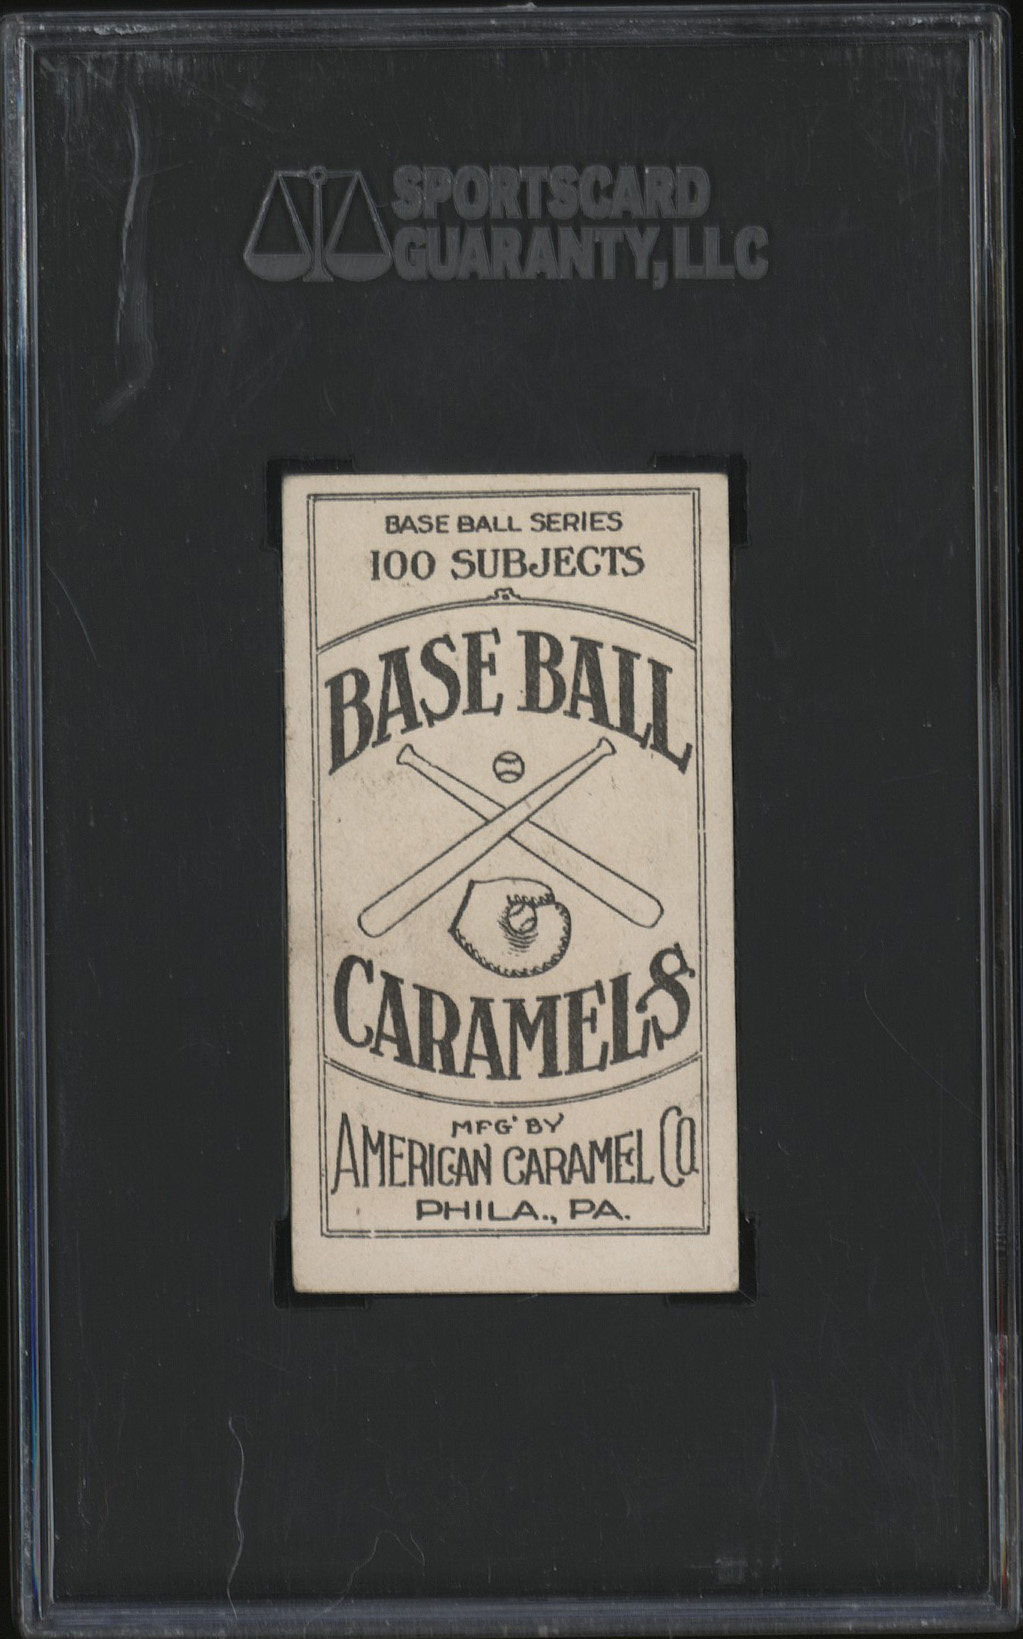 SPORTSCARD
GUARANTY, LLC
BASE BALL SERIES
100 SUBJECTS
BASE BALL
CARAMELS
MFG' BY
AMERICAN CARAMEL CO
PHILA., PA.